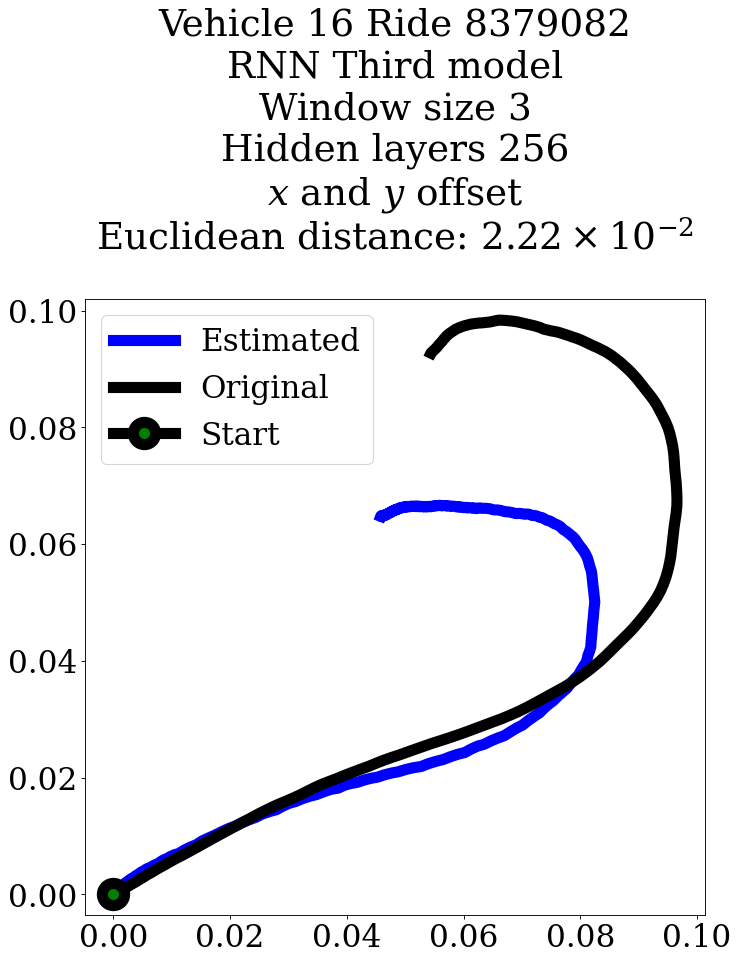 Vehicle 16 Ride 8379082
RNN Third model
Window size 3
Hidden layers 256
x and y offset
Euclidean distance: 2.22 × 10⁻²
Estimated
Original
Start
0.10
0.08
0.06
0.04
0.02
0.00
0.00 0.02 0.04 0.06 0.08 0.10